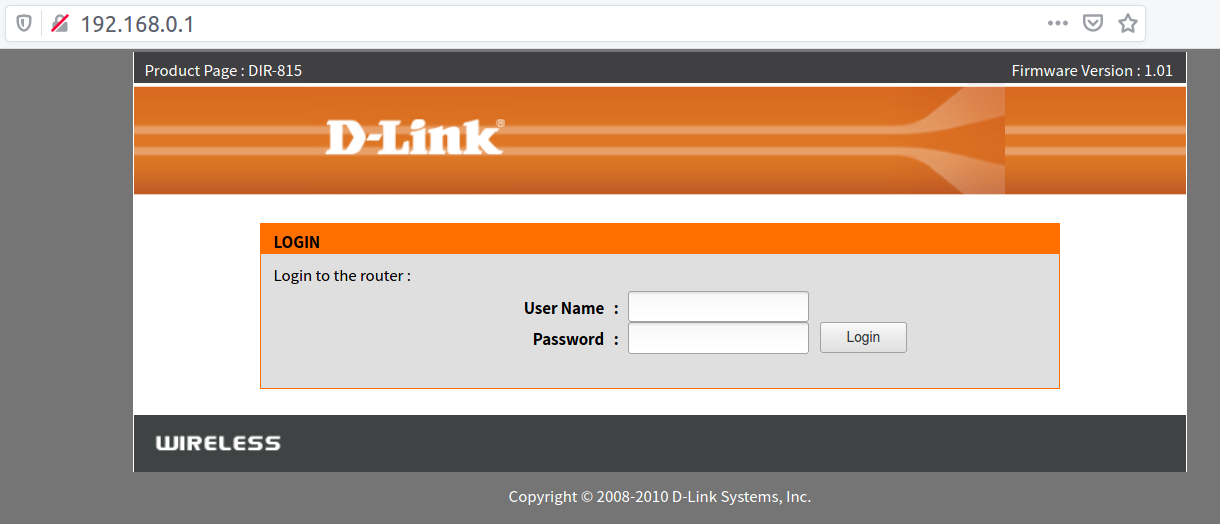 192.168.0.1
Product Page : DIR-815 Firmware Version : 1.01
D-Link®
LOGIN
Login to the router :
User Name :
Password : Login
WIRELESS
Copyright © 2008-2010 D-Link Systems, Inc.